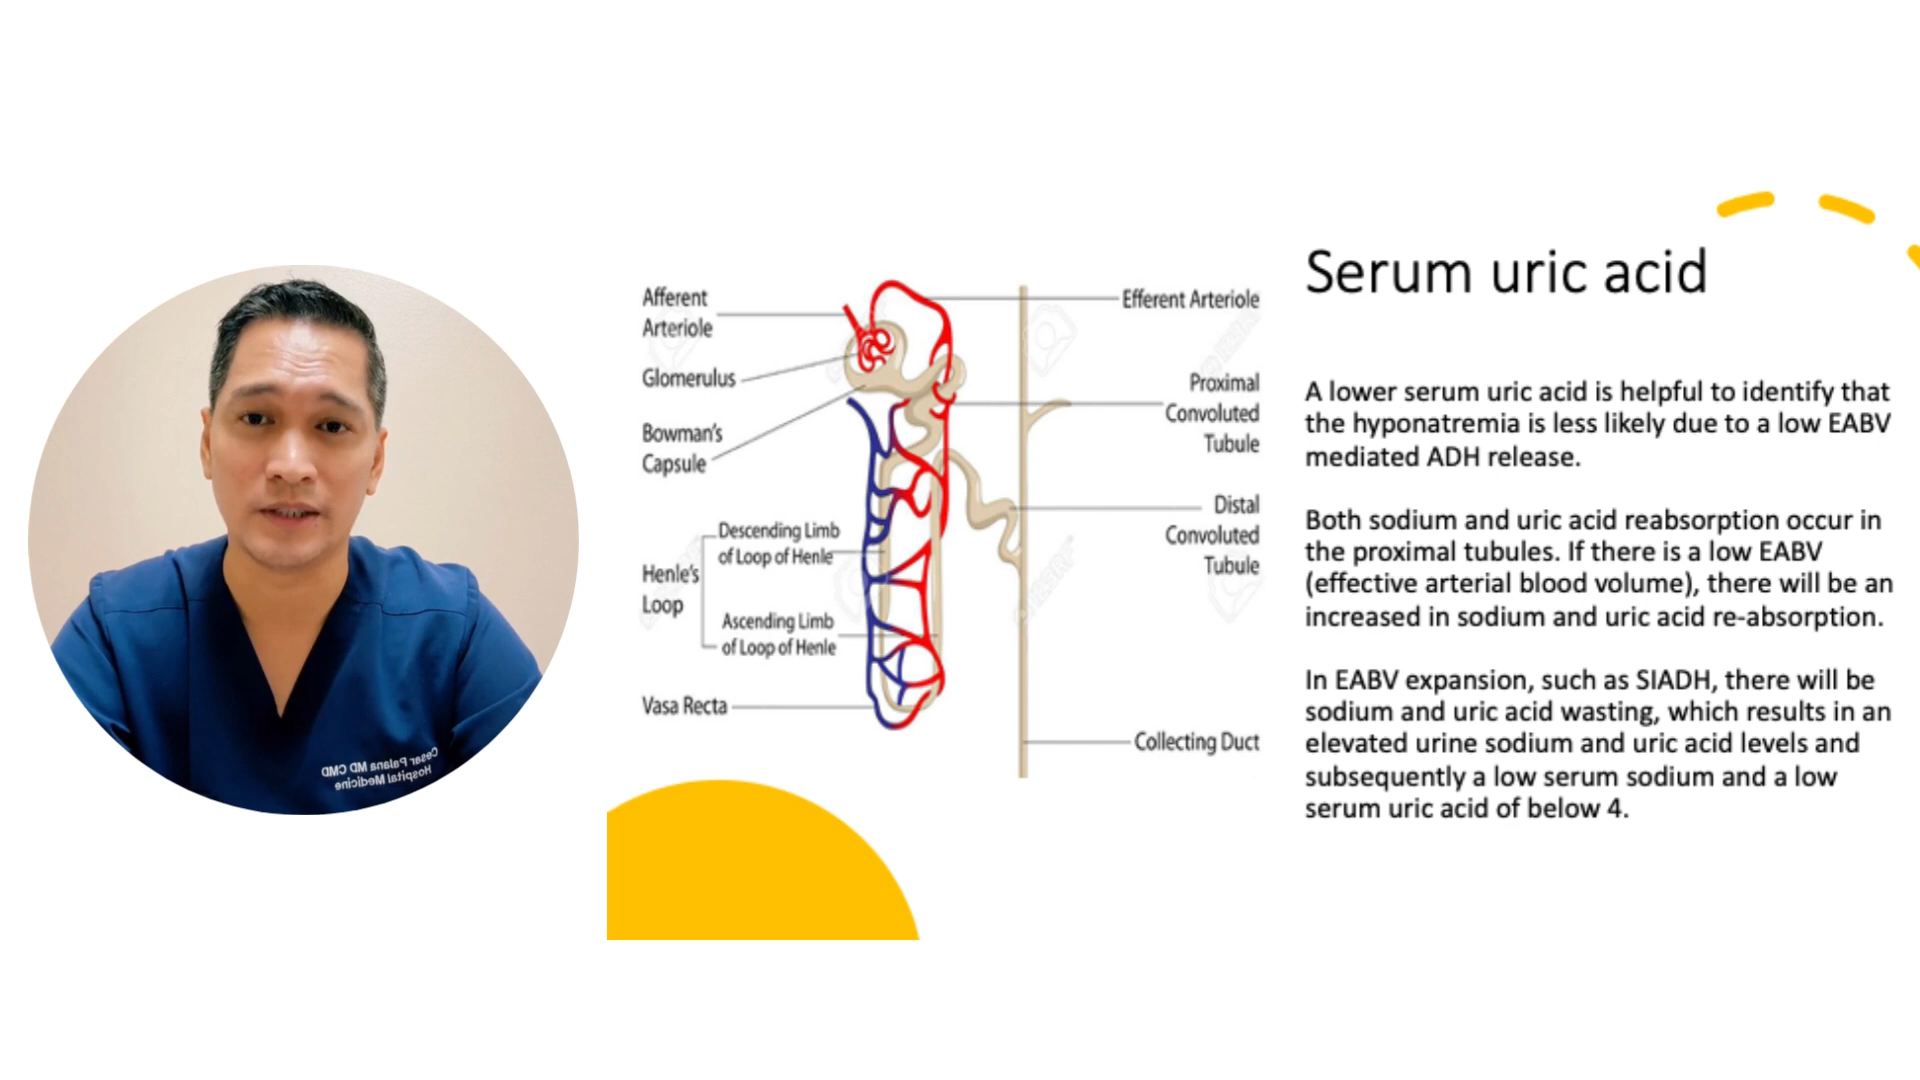 Cesar Palana MD CMD
Hospital Medicine
Afferent
Arteriole
Glomerulus
Bowman's
Capsule
Descending Limb
of Loop of Henle
Henle's
Loop
Ascending Limb
of Loop of Henle
Vasa Recta
Efferent Arteriole
Proximal
Convoluted
Tubule
Distal
Convoluted
Tubule
Collecting Duct
Serum uric acid
A lower serum uric acid is helpful to identify that
the hyponatremia is less likely due to a low EABV
mediated ADH release.
Both sodium and uric acid reabsorption occur in
the proximal tubules. If there is a low EABV
(effective arterial blood volume), there will be an
increased in sodium and uric acid re-absorption.
In EABV expansion, such as SIADH, there will be
sodium and uric acid wasting, which results in an
elevated urine sodium and uric acid levels and
subsequently a low serum sodium and a low
serum uric acid of below 4.